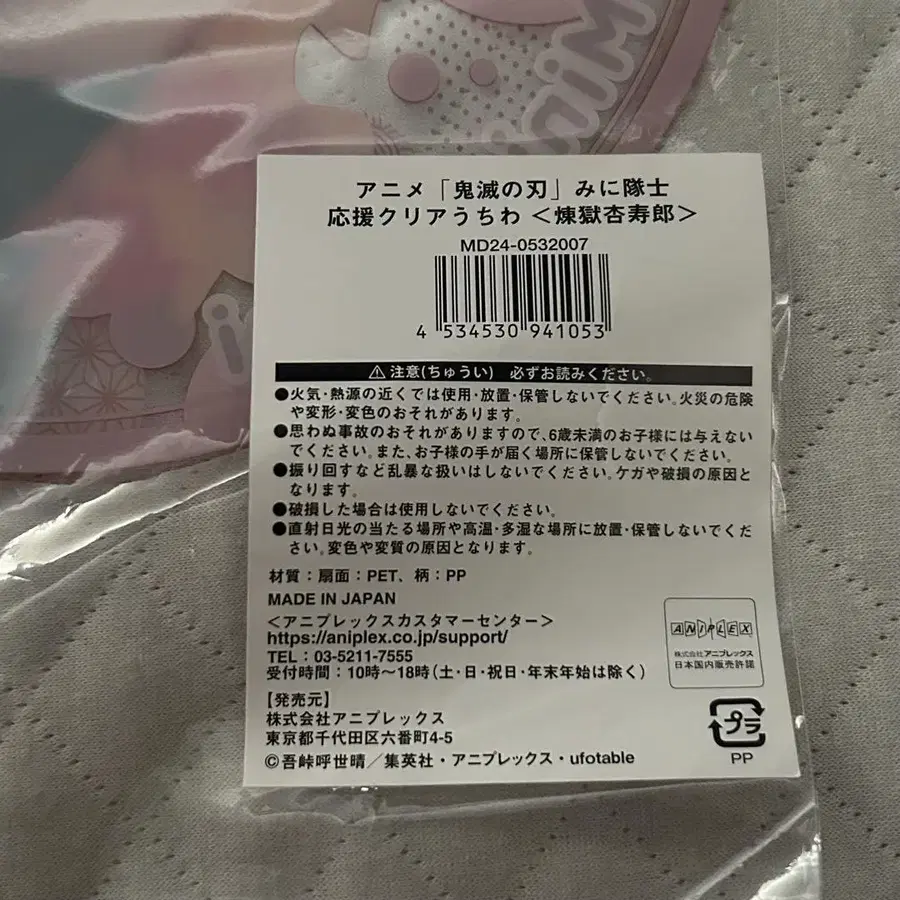 アニメ「鬼滅の刃」みに隊士
応援クリアうちわ＜煉獄杏寿郎＞
MD24-0532007
4 534530 941053
⚠注意(ちゅうい) 必ずお読みください。
●火気・熱源の近くでは使用・放置・保管しないでください。火災の危険
や変形・変色のおそれがあります。
●思わぬ事故のおそれがありますので、6歳未満のお子様には与えない
でください。また、お子様の手が届く場所に保管しないでください。
●振り回すなど乱暴な扱いはしないでください。ケガや破損の原因と
なります。
●破損した場合は使用しないでください。
●直射日光の当たる場所や高温・多湿な場所に放置・保管しないでくださ
い。変色や変質の原因となります。
材質：扇面：PET、柄：PP
MADE IN JAPAN
＜アニプレックスカスタマーセンター＞
https://aniplex.co.jp/support/
TEL：03-5211-7555
受付時間：10時〜18時(土・日・祝日・年末年始は除く)
【発売元】
株式会社アニプレックス
東京都千代田区六番町4-5
©吾峠呼世晴／集英社・アニプレックス・ufotable
ANIPLEX
株式会社アニプレックス
日本国内販売許諾
プラ
PP